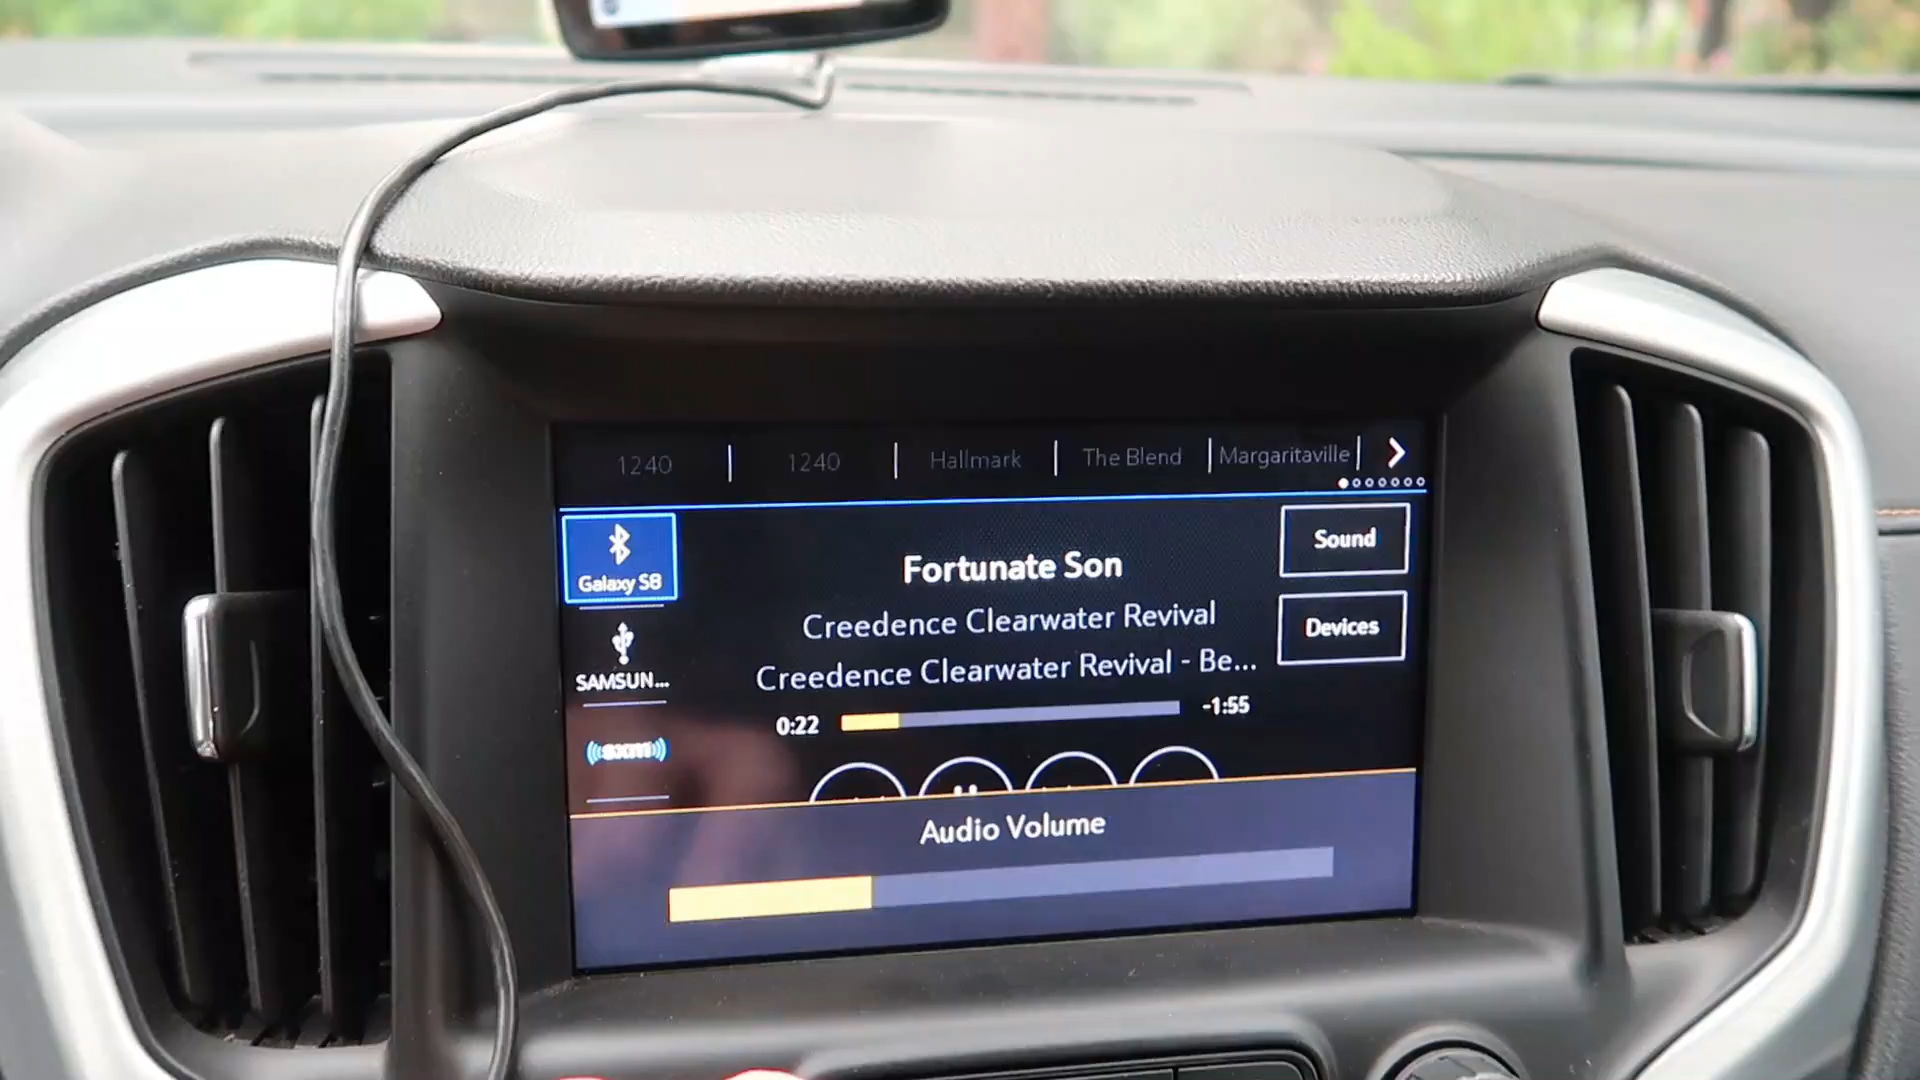 1240 | 1240 | Hallmark | The Blend | Margaritaville |
Galaxy S8
SAMSUN...
((sxm))
Fortunate Son
Creedence Clearwater Revival
Creedence Clearwater Revival - Be...
0:22 -1:55
Sound
Devices
Audio Volume